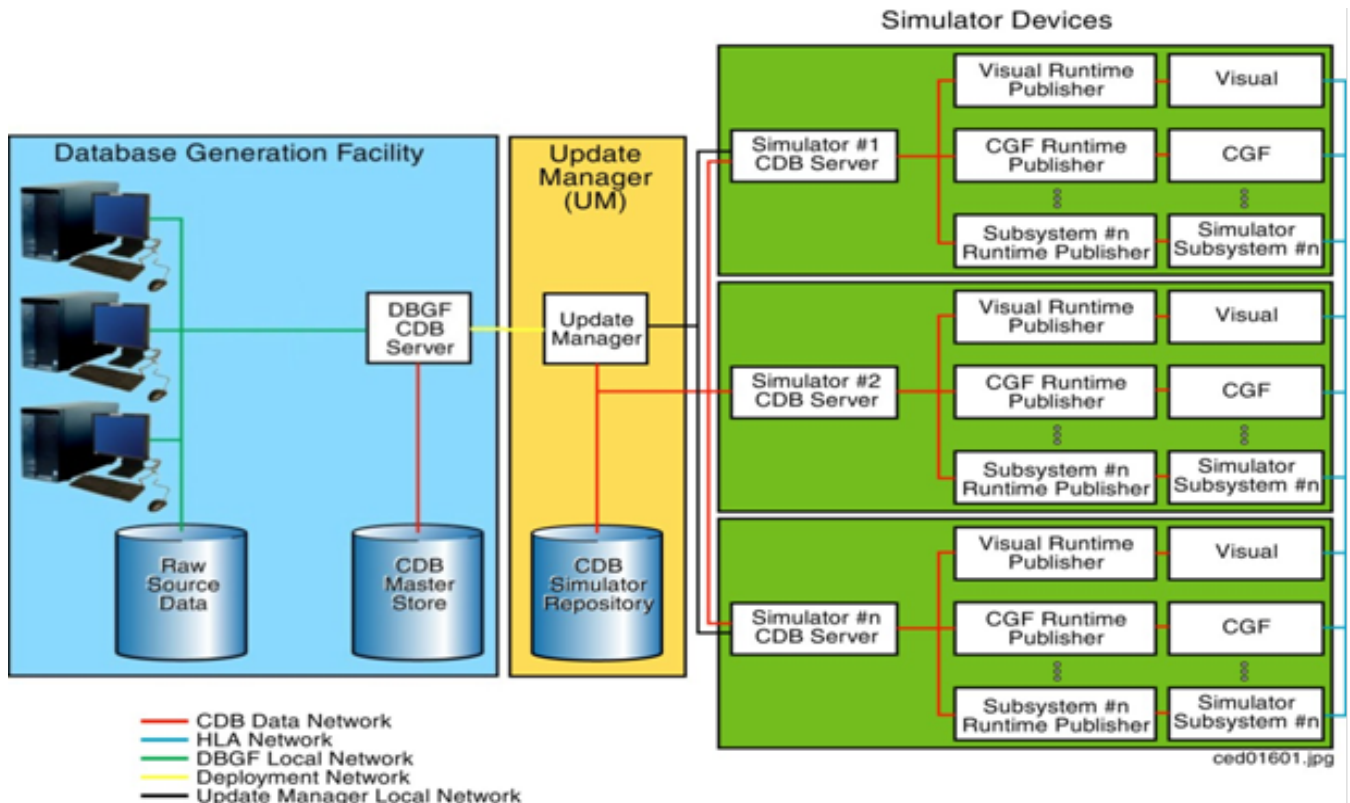 Simulator Devices
Database Generation Facility
DBGF
CDB
Server
Raw
Source
Data
CDB
Master
Store
Update
Manager
(UM)
Update
Manager
CDB
Simulator
Repository
Simulator #1
CDB Server
Visual Runtime
Publisher
Visual
CGF Runtime
Publisher
CGF
Subsystem #n
Runtime Publisher
Simulator
Subsystem #n
Simulator #2
CDB Server
Visual Runtime
Publisher
Visual
CGF Runtime
Publisher
CGF
Subsystem #n
Runtime Publisher
Simulator
Subsystem #n
Simulator #n
CDB Server
Visual Runtime
Publisher
Visual
CGF Runtime
Publisher
CGF
Subsystem #n
Runtime Publisher
Simulator
Subsystem #n
ced01601.jpg
CDB Data Network
HLA Network
DBGF Local Network
Deployment Network
Update Manager Local Network